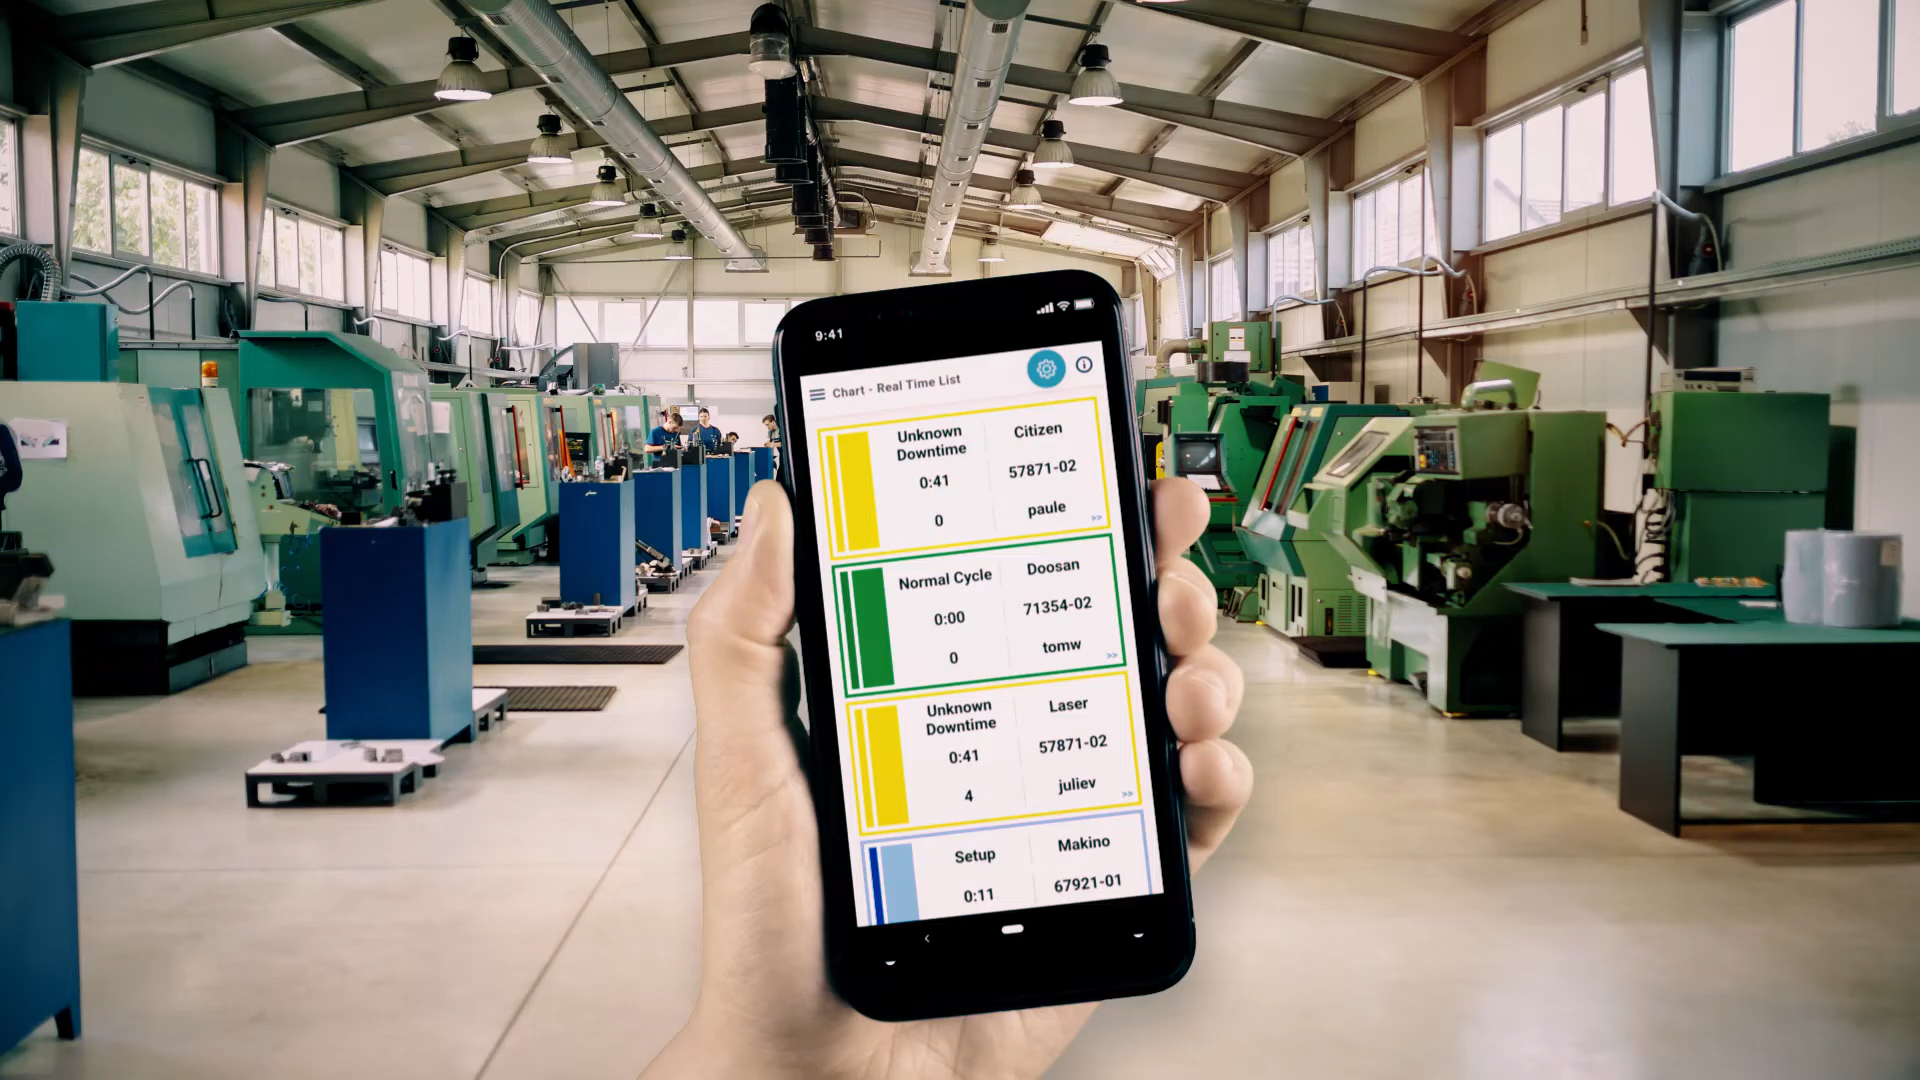 9:41
Chart - Real Time List
Unknown
Downtime
0:41
0
Citizen
57871-02
paule
>>
Normal Cycle
0:00
0
Doosan
71354-02
tomw
>>
Unknown
Downtime
0:41
4
Laser
57871-02
juliev
>>
Setup
0:11
Makino
67921-01